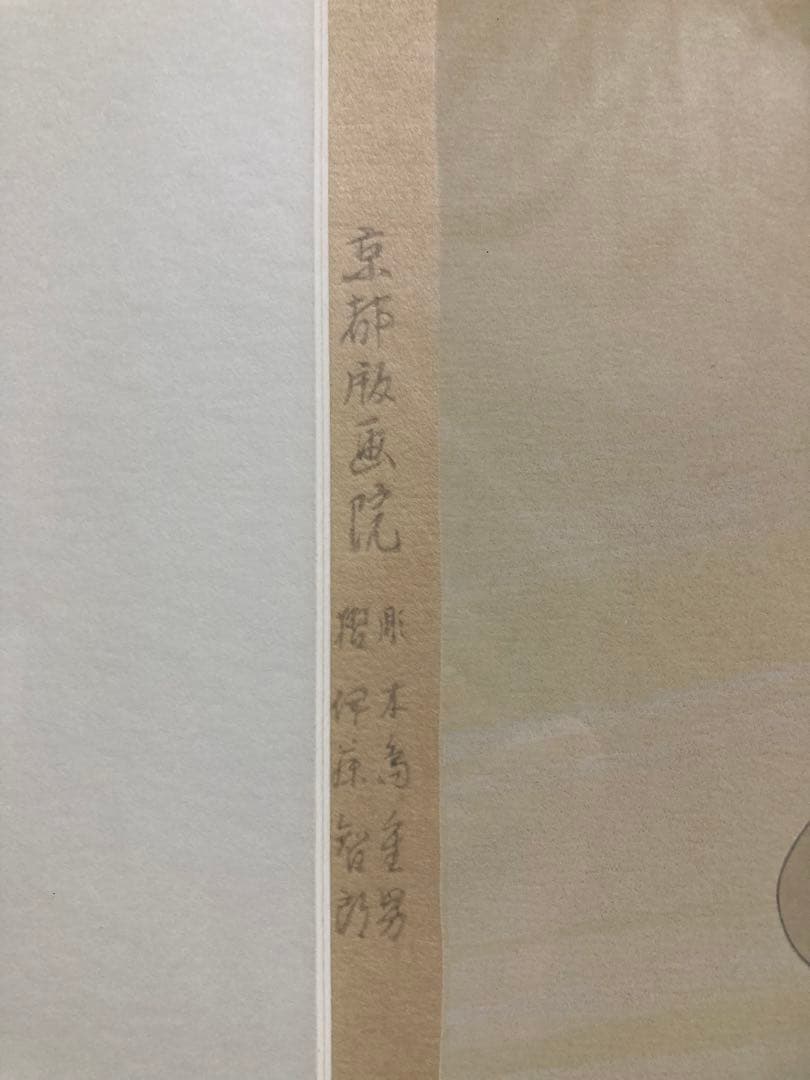 京都版画院
彫 木島重男
摺 伊藤智郎